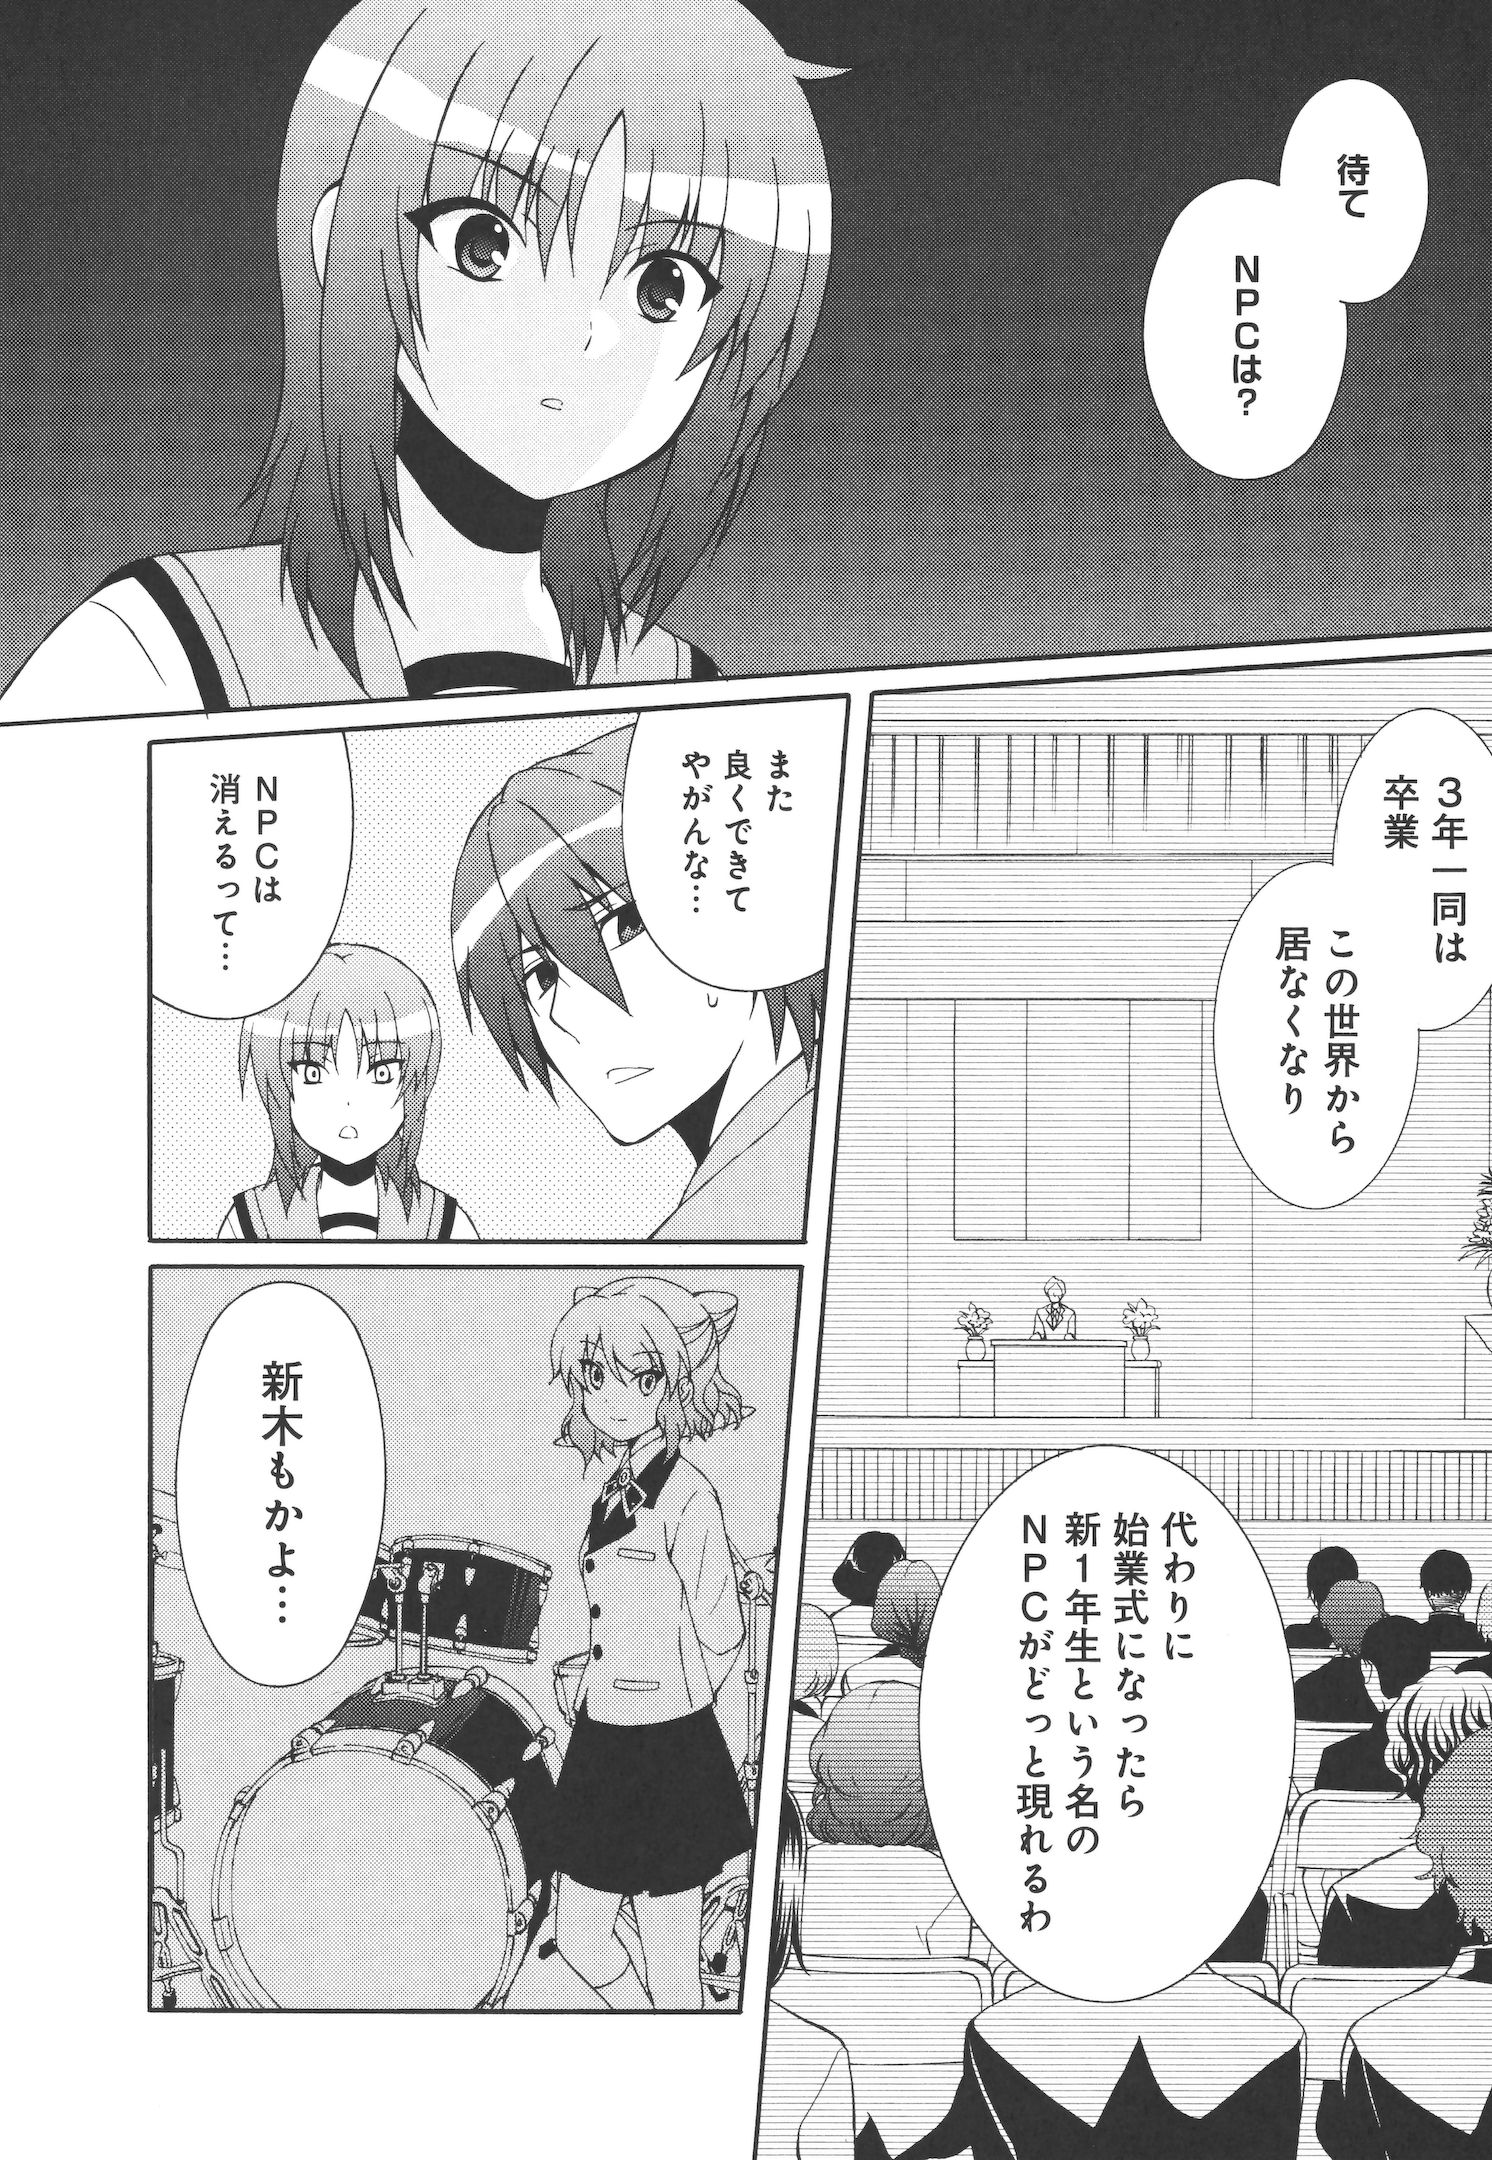 待て
NPCは？
3年一同は
卒業
この世界から
居なくなり
代わりに
始業式になったら
新1年生という名の
NPCがどっと現れるわ
また
良くできて
やがんな…
NPCは
消えるって…
新木もかよ…